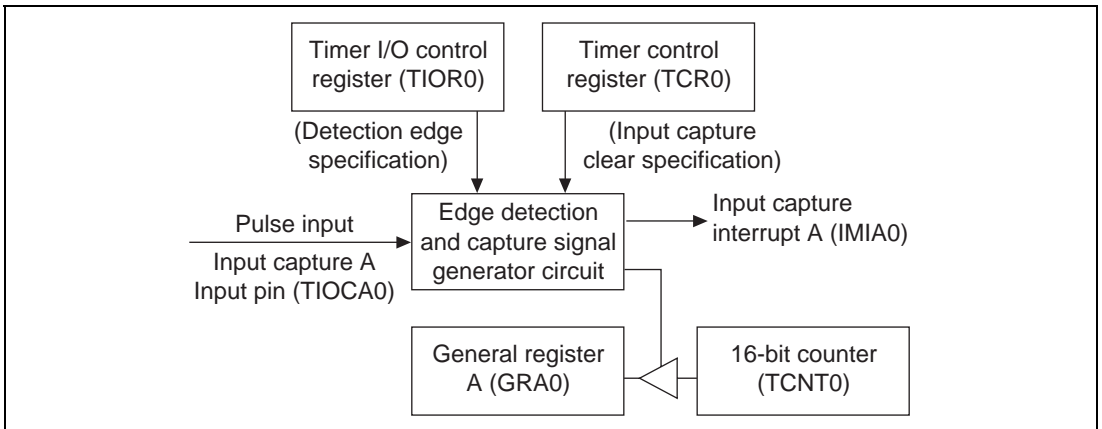 Timer I/O control
register (TIOR0)
Timer control
register (TCR0)
(Detection edge
specification)
(Input capture
clear specification)
Pulse input
Input capture A
Input pin (TIOCA0)
Edge detection
and capture signal
generator circuit
Input capture
interrupt A (IMIA0)
General register
A (GRA0)
16-bit counter
(TCNT0)